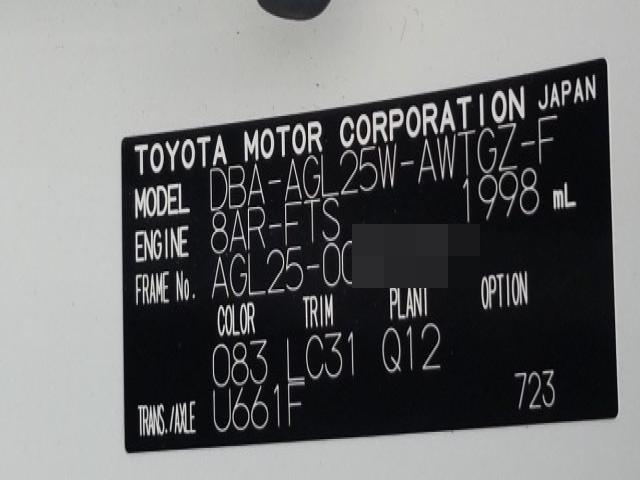 TOYOTA MOTOR CORPORATION JAPAN
MODEL DBA-AGL25W-AWTGZ-F
ENGINE 8AR-FTS 1998 mL
FRAME No. AGL25-00
COLOR TRIM PLANT OPTION
083 LC31 Q12
TRANS./AXLE U661F 723